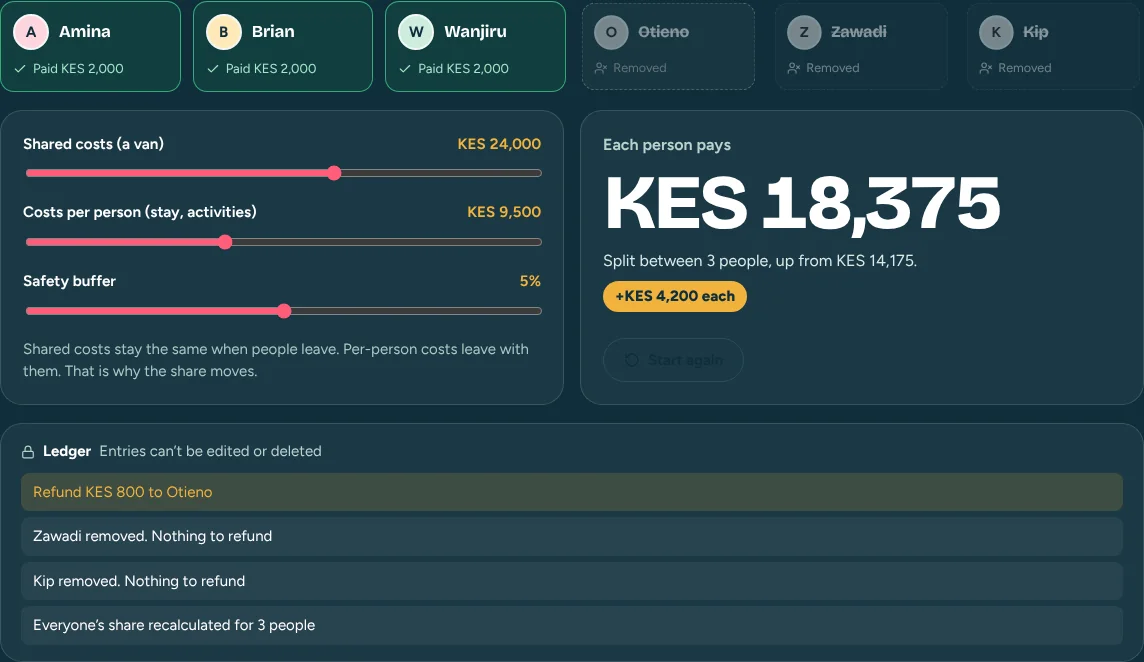 A Amina
B Brian
W Wanjiru
O Otieno
Z Zawadi
K Kip
Paid KES 2,000
Paid KES 2,000
Paid KES 2,000
Removed
Removed
Removed
Shared costs (a van) KES 24,000
Costs per person (stay, activities) KES 9,500
Safety buffer 5%
Shared costs stay the same when people leave. Per-person costs leave with
them. That is why the share moves.
Each person pays
KES 18,375
Split between 3 people, up from KES 14,175.
+KES 4,200 each
Start again
Ledger Entries can’t be edited or deleted
Refund KES 800 to Otieno
Zawadi removed. Nothing to refund
Kip removed. Nothing to refund
Everyone’s share recalculated for 3 people